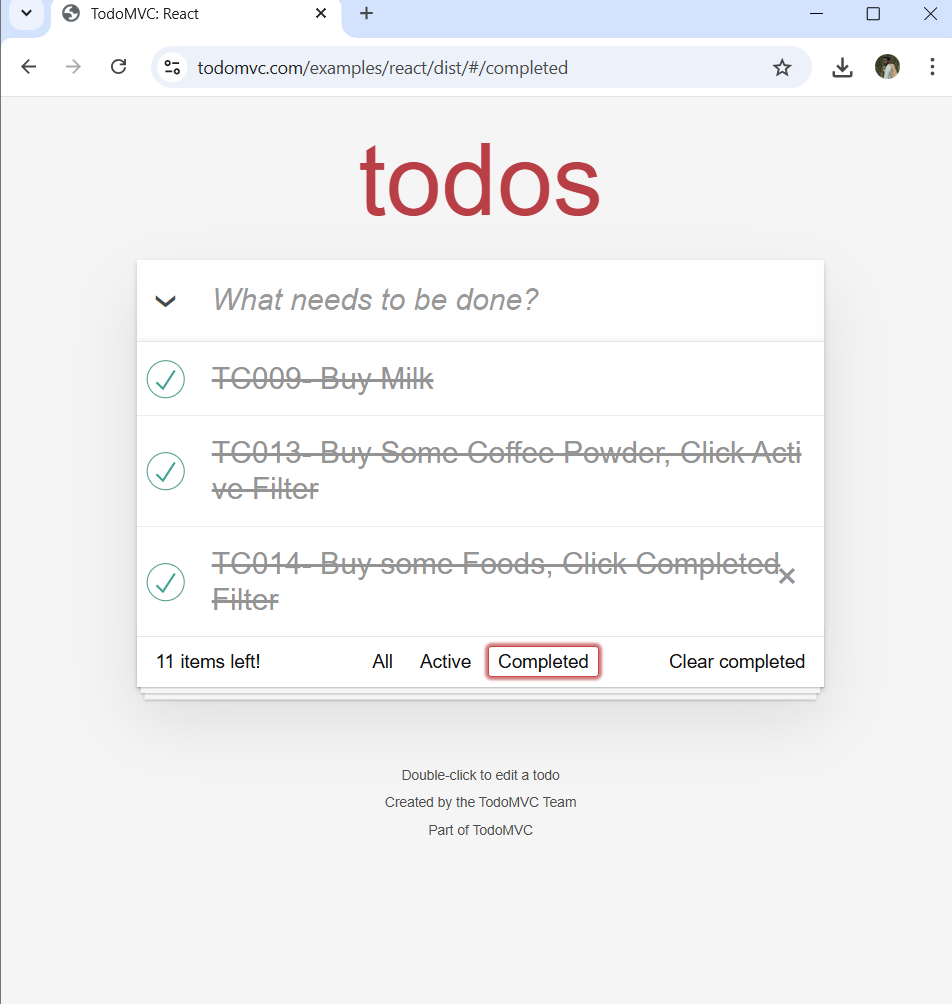 TodoMVC: React
todomvc.com/examples/react/dist/#/completed
todos
What needs to be done?
TC009- Buy Milk
TC013- Buy Some Coffee Powder, Click Acti
ve Filter
TC014- Buy some Foods, Click Completed
Filter
11 items left!
All
Active
Completed
Clear completed
Double-click to edit a todo
Created by the TodoMVC Team
Part of TodoMVC